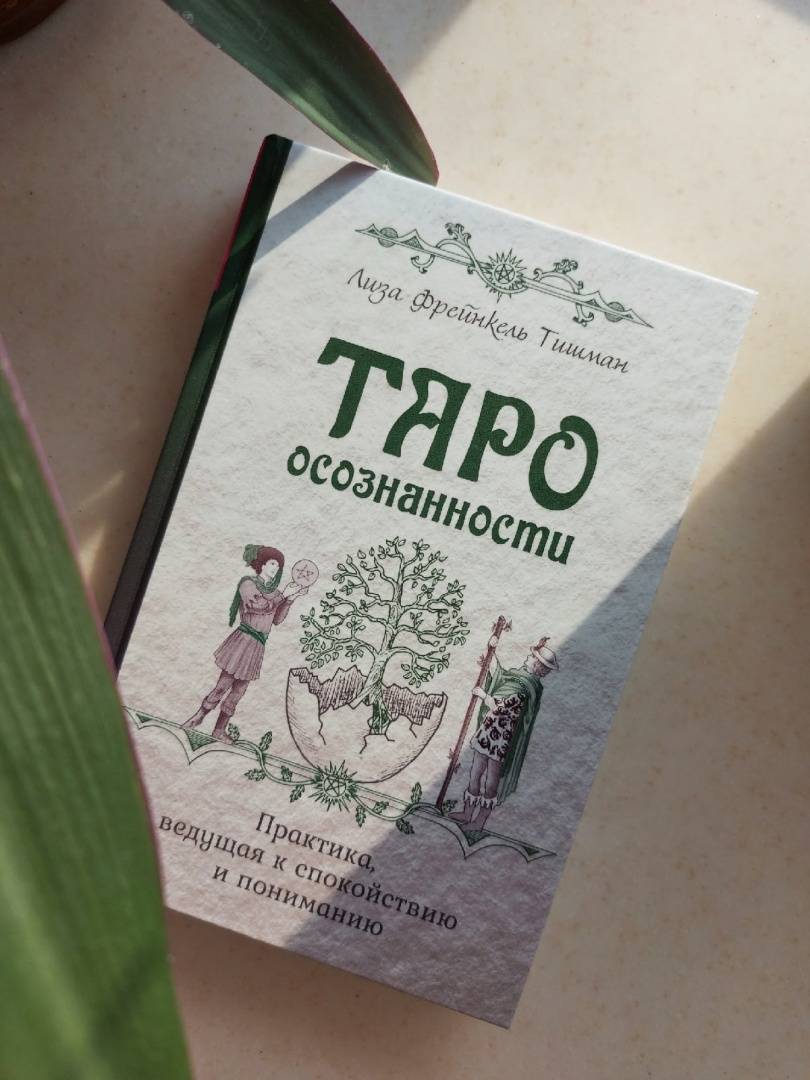 Лиза Фрейнкель Тишман
ТАРО
осознанности
Практика,
ведущая к спокойствию
и пониманию